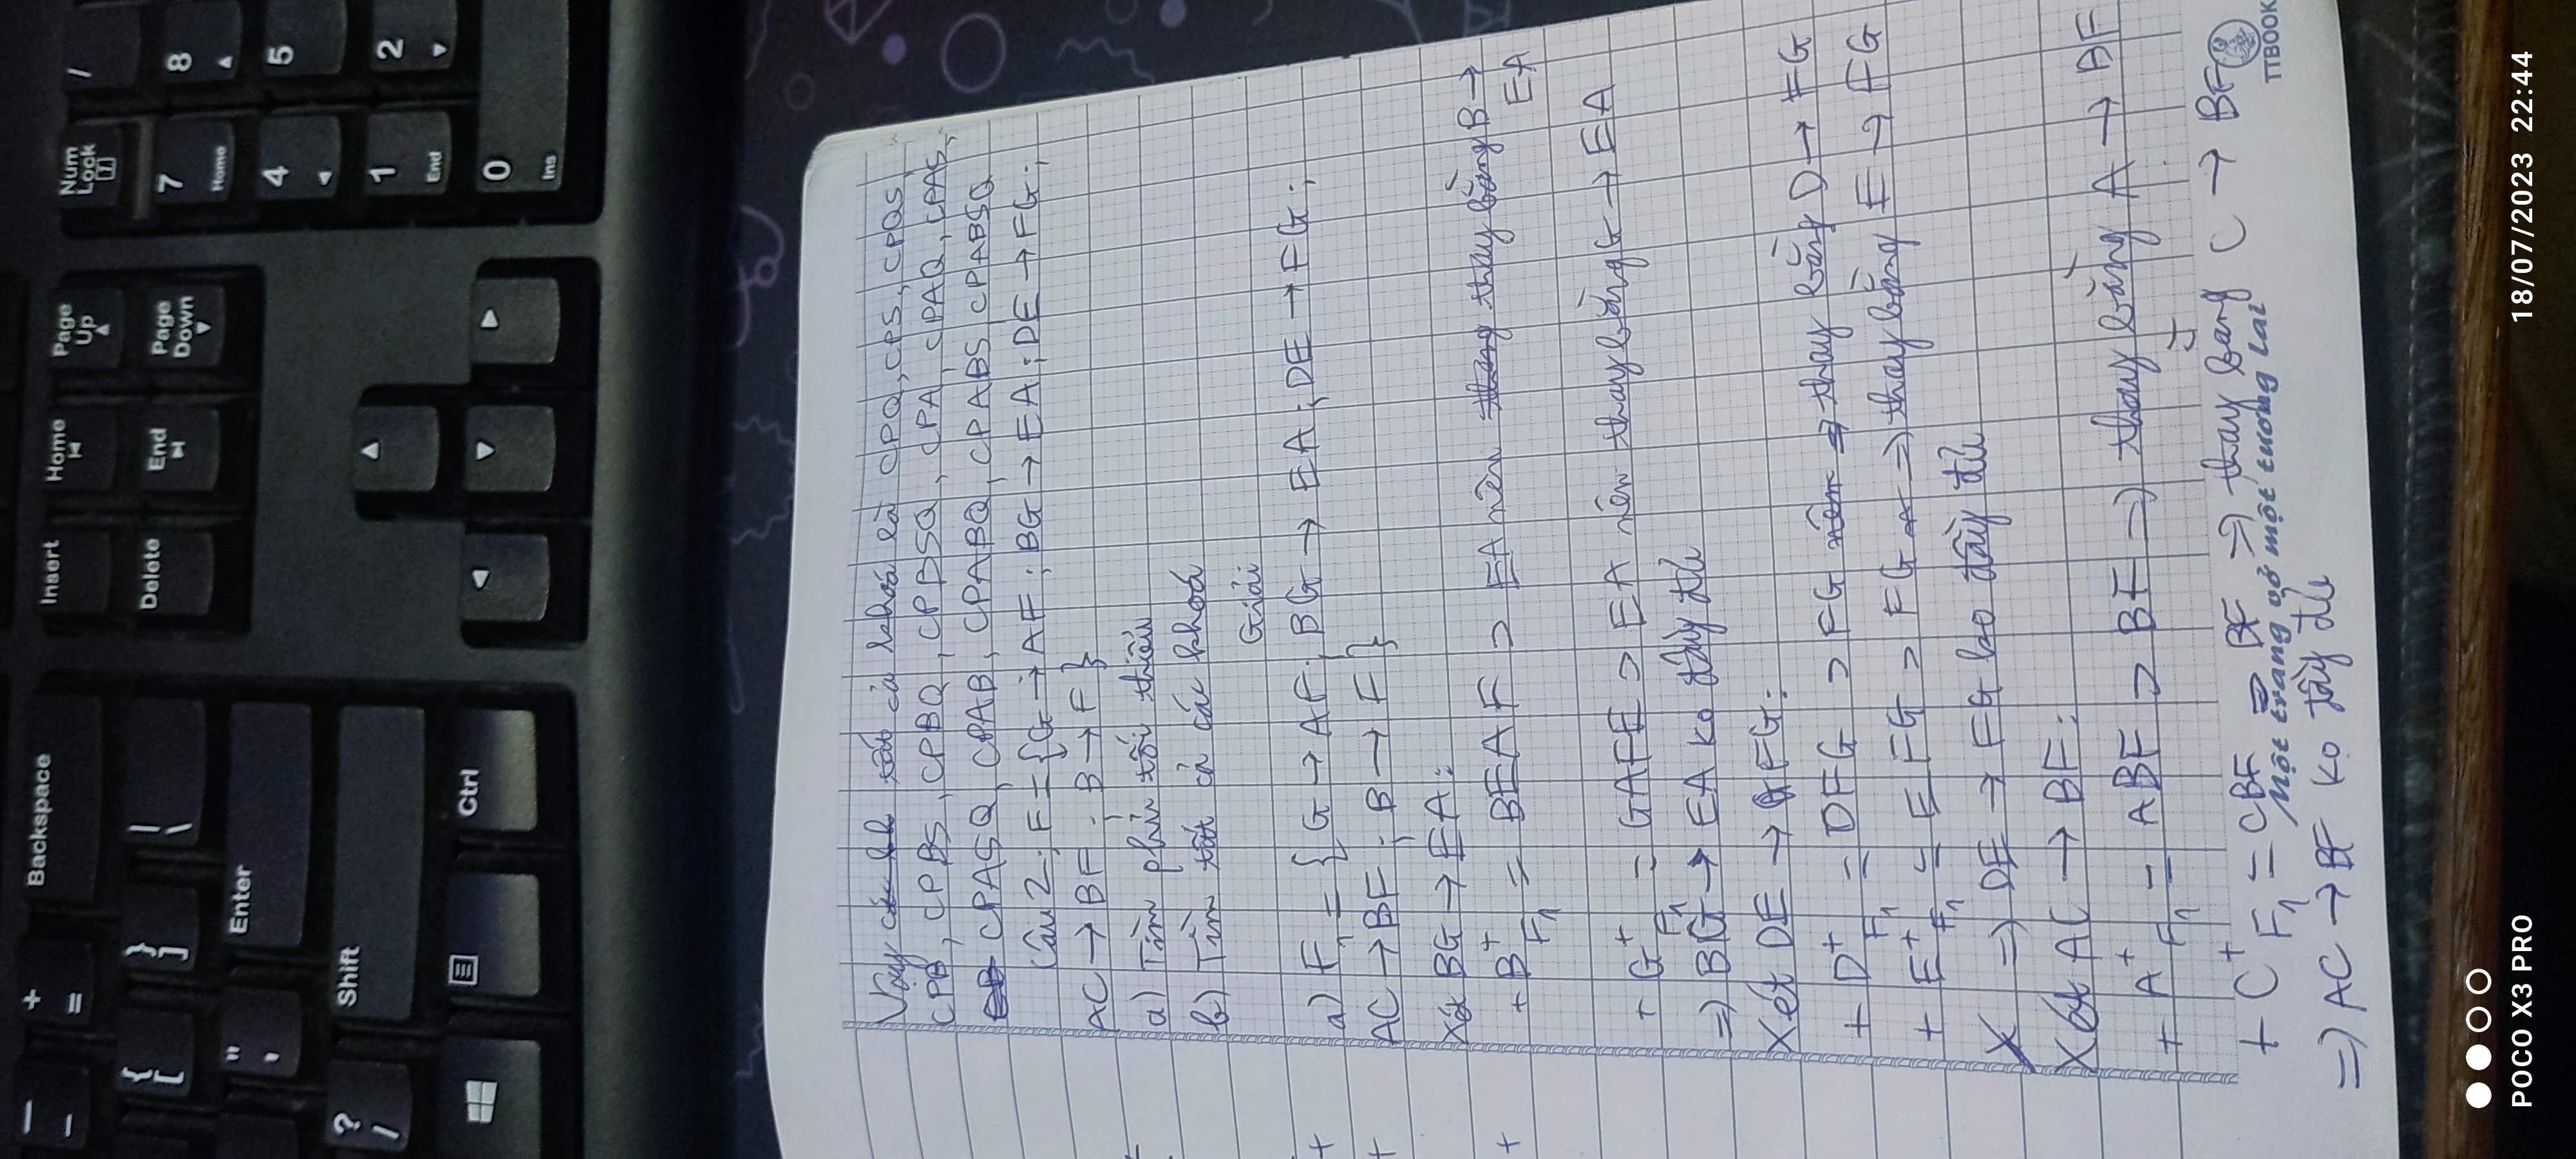 — + Backspace Insert Home Page Up Num Lock /
– =
{ } | Delete End Page Down 7 8
[ ] \ Home
" Enter 4 5
'
? Shift 1 2
/ End
Ctrl 0
Ins
Vậy tất cả khoá là CPQ, CPS, CPQS,
CPB, CPBS, CPBQ, CPBSQ, CPA, CPAQ, CPAS,
CPASQ, CPAB, CPABQ, CPABS, CPABSQ
Câu 2: F = {G → AF; BG → EA; DE → FG;
AC → BF; B → F}
a) Tìm phủ tối thiểu
b) Tìm tất cả các khoá
Giải
a) F1 = {G → AF; BG → EA; DE → FG;
AC → BF; B → F}
Xét BG → EA:
+ B+F1 = BEAF ⊃ EA nên thay bằng B → EA
+ G+F1 = GAFE ⊃ EA nên thay bằng G → EA
=> BG → EA ko đầy đủ
Xét DE → FG:
+ D+F1 = DFG ⊃ FG => thay bằng D → FG
+ E+F1 = EFG ⊃ FG => thay bằng E → FG
=> DE → FG ko đầy đủ
Xét AC → BF:
+ A+F1 = ABF ⊃ BF => thay bằng A → BF
+ C+F1 = CBF ⊃ BF => thay bằng C → BF
Một trang vở một tương lai
TTBOOK
=> AC → BF ko đầy đủ
POCO X3 PRO 18/07/2023 22:44